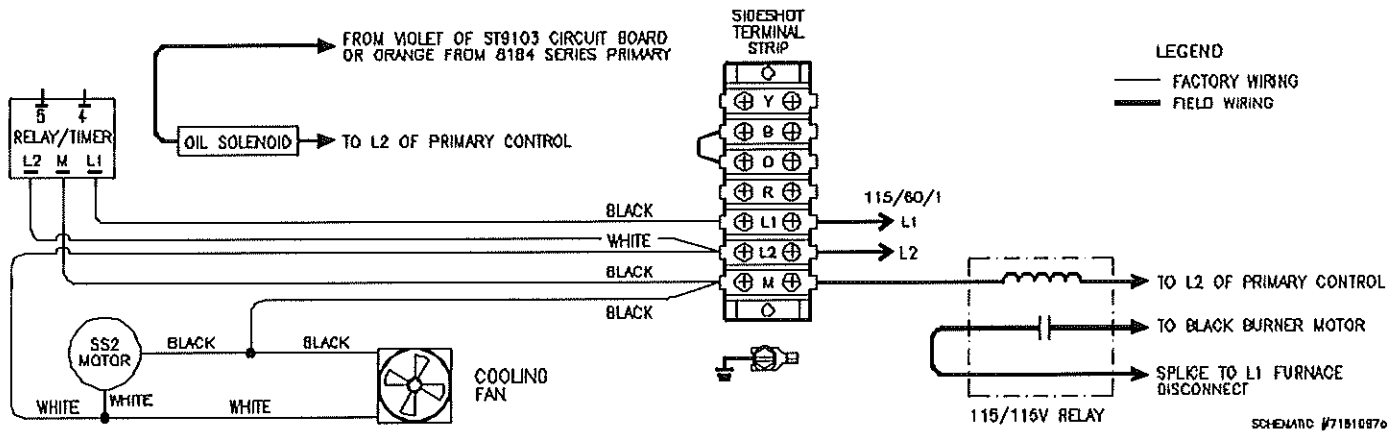 SIDESHOT
TERMINAL
STRIP
FROM VIOLET OF ST9103 CIRCUIT BOARD
OR ORANGE FROM 8184 SERIES PRIMARY
LEGEND
FACTORY WIRING
FIELD WIRING
5 4
RELAY/TIMER
L2 M L1
OIL SOLENOID
TO L2 OF PRIMARY CONTROL
Y
B
O
R
L1
L2
M
115/60/1
L1
L2
BLACK
WHITE
BLACK
BLACK
TO L2 OF PRIMARY CONTROL
TO BLACK BURNER MOTOR
SPLICE TO L1 FURNACE
DISCONNECT
115/115V RELAY
SS2
MOTOR
BLACK BLACK
COOLING
FAN
WHITE WHITE WHITE